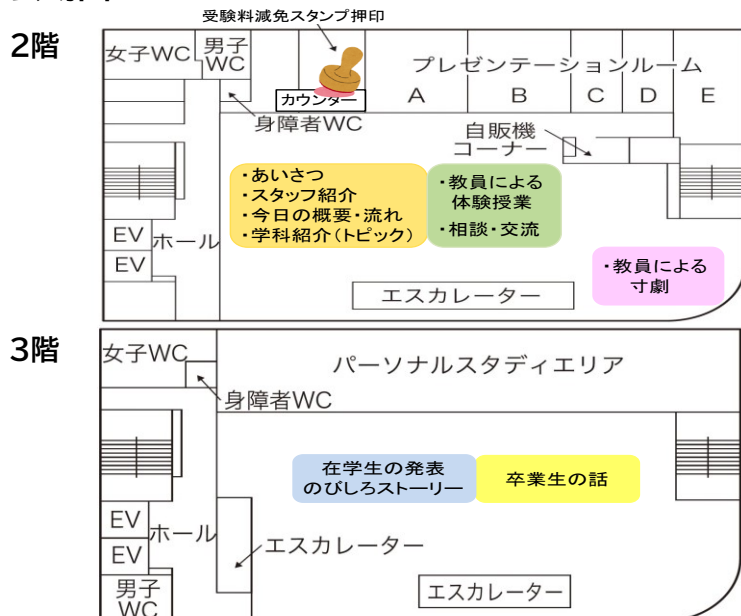 受験料減免スタンプ押印
2階
女子WC
男子
WC
カウンター
プレゼンテーションルーム
A
B
C
D
E
身障者WC
自販機
コーナー
・あいさつ
・スタッフ紹介
・今日の概要・流れ
・学科紹介(トピック)
・教員による
体験授業
・相談・交流
EV
EV
ホール
・教員による
寸劇
エスカレーター
3階
女子WC
パーソナルスタディエリア
身障者WC
在学生の発表
のびしろストーリー
卒業生の話
EV
EV
ホール
エスカレーター
男子
WC
エスカレーター